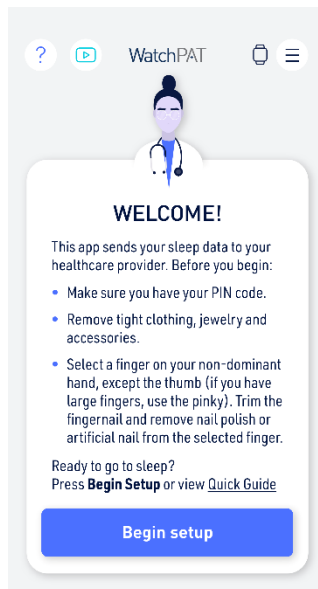 ?
WatchPAT
WELCOME!
This app sends your sleep data to your
healthcare provider. Before you begin:
• Make sure you have your PIN code.
• Remove tight clothing, jewelry and
accessories.
• Select a finger on your non-dominant
hand, except the thumb (if you have
large fingers, use the pinky). Trim the
fingernail and remove nail polish or
artificial nail from the selected finger.
Ready to go to sleep?
Press Begin Setup or view Quick Guide
Begin setup